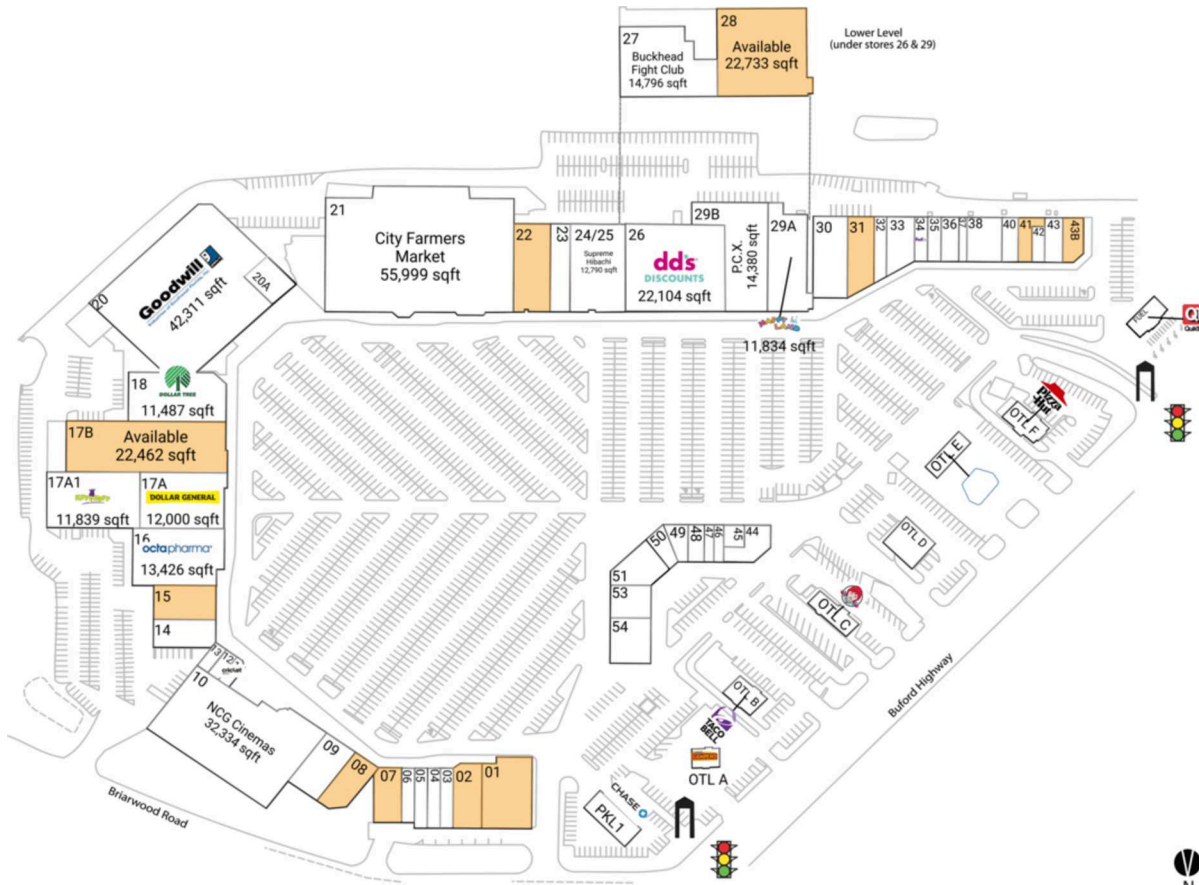 28
Available
22,733 sqft
27
Buckhead
Fight Club
14,796 sqft
Lower Level
(under stores 26 & 29)
21
City Farmers
Market
55,999 sqft
22
23
24/25
Supreme
Hibachi
12,790 sqft
26
dd's
DISCOUNTS
22,104 sqft
29B
P.C.X.
14,380 sqft
29A
11,834 sqft
30
31
32
33
34
35
36
37
38
40
41
42
43
43B
20
Goodwill
42,311 sqft
20A
18
DOLLAR TREE
11,487 sqft
17B
Available
22,462 sqft
17A1
11,839 sqft
17A
DOLLAR GENERAL
12,000 sqft
16
octapharma
13,426 sqft
15
14
13
12
10
NCG Cinemas
32,334 sqft
09
08
07
06
05
04
03
02
01
50
49
48
47
46
45
44
51
53
54
FUEL
Pizza
Hut
OTL F
OTL E
OTL D
OTL C
OTL B
TACO
BELL
OTL A
CHASE
PKL1
Buford Highway
Briarwood Road
N